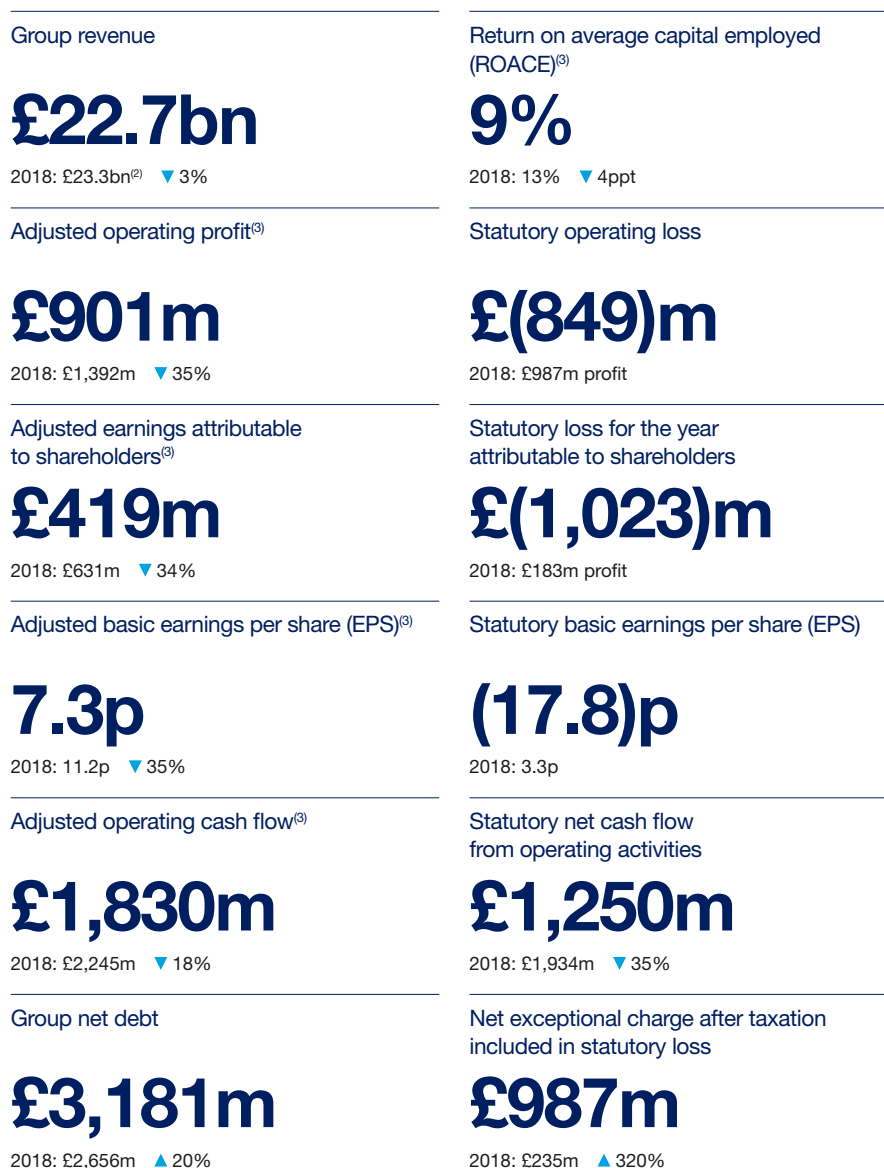 Group revenue
£22.7bn
2018: £23.3bn(2) ▼ 3%
Return on average capital employed
(ROACE)(3)
9%
2018: 13% ▼ 4ppt
Adjusted operating profit(3)
£901m
2018: £1,392m ▼ 35%
Statutory operating loss
£(849)m
2018: £987m profit
Adjusted earnings attributable
to shareholders(3)
£419m
2018: £631m ▼ 34%
Statutory loss for the year
attributable to shareholders
£(1,023)m
2018: £183m profit
Adjusted basic earnings per share (EPS)(3)
7.3p
2018: 11.2p ▼ 35%
Statutory basic earnings per share (EPS)
(17.8)p
2018: 3.3p
Adjusted operating cash flow(3)
£1,830m
2018: £2,245m ▼ 18%
Statutory net cash flow
from operating activities
£1,250m
2018: £1,934m ▼ 35%
Group net debt
£3,181m
2018: £2,656m ▲ 20%
Net exceptional charge after taxation
included in statutory loss
£987m
2018: £235m ▲ 320%